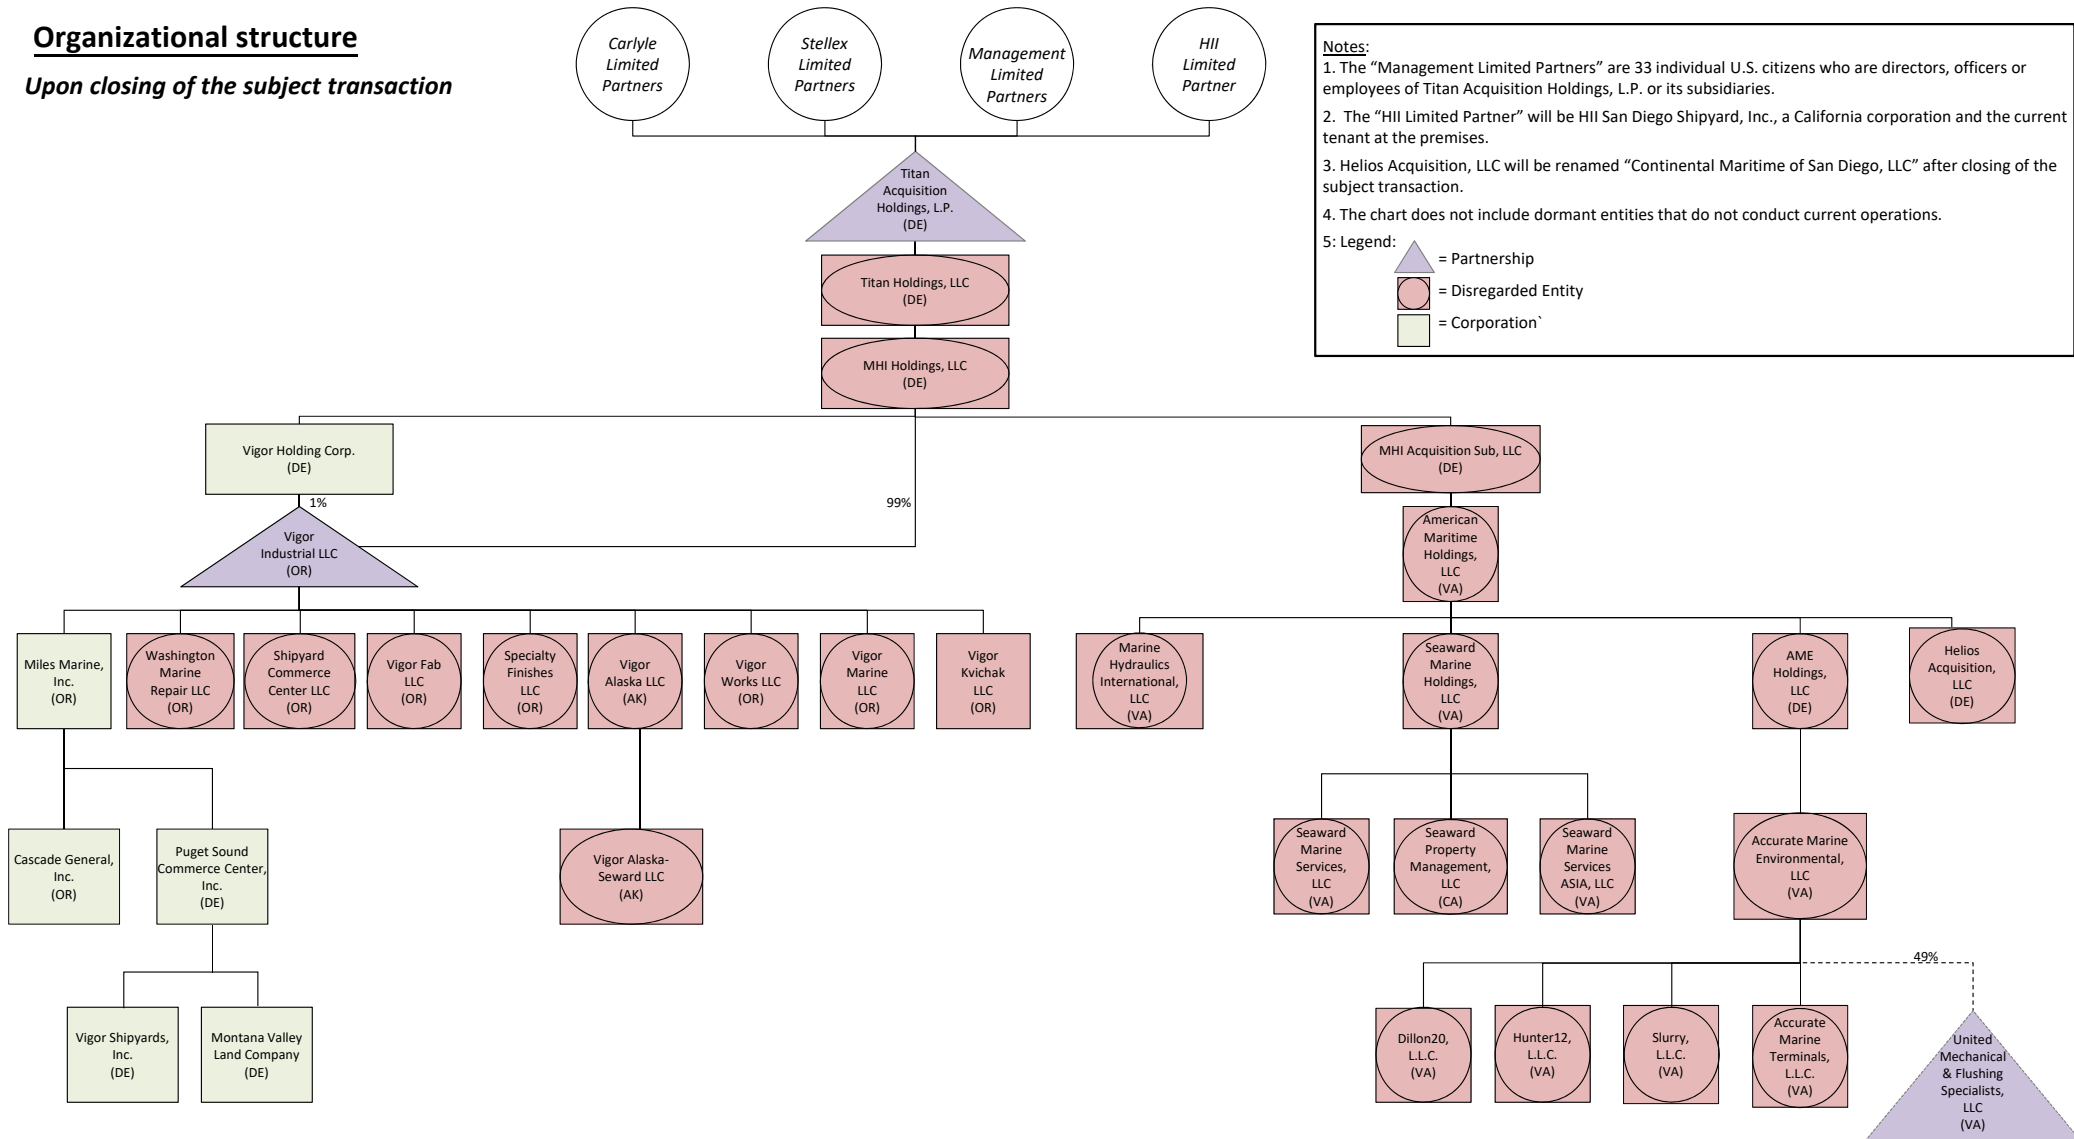 Organizational structure
Upon closing of the subject transaction
Carlyle
Limited
Partners
Stellex
Limited
Partners
Management
Limited
Partners
HII
Limited
Partner
Notes:
1. The “Management Limited Partners” are 33 individual U.S. citizens who are directors, officers or
employees of Titan Acquisition Holdings, L.P. or its subsidiaries.
2. The “HII Limited Partner” will be HII San Diego Shipyard, Inc., a California corporation and the current
tenant at the premises.
3. Helios Acquisition, LLC will be renamed “Continental Maritime of San Diego, LLC” after closing of the
subject transaction.
4. The chart does not include dormant entities that do not conduct current operations.
5: Legend:
= Partnership
= Disregarded Entity
= Corporation`
Titan
Acquisition
Holdings, L.P.
(DE)
Titan Holdings, LLC
(DE)
MHI Holdings, LLC
(DE)
Vigor Holding Corp.
(DE)
1%
99%
MHI Acquisition Sub, LLC
(DE)
Vigor
Industrial LLC
(OR)
American
Maritime
Holdings,
LLC
(VA)
Miles Marine,
Inc.
(OR)
Washington
Marine
Repair LLC
(OR)
Shipyard
Commerce
Center LLC
(OR)
Vigor Fab
LLC
(OR)
Specialty
Finishes
LLC
(OR)
Vigor
Alaska LLC
(AK)
Vigor
Works LLC
(OR)
Vigor
Marine
LLC
(OR)
Vigor
Kvichak
LLC
(OR)
Marine
Hydraulics
International,
LLC
(VA)
Seaward
Marine
Holdings,
LLC
(VA)
AME
Holdings,
LLC
(DE)
Helios
Acquisition,
LLC
(DE)
Cascade General,
Inc.
(OR)
Puget Sound
Commerce Center,
Inc.
(DE)
Vigor Alaska-
Seward LLC
(AK)
Seaward
Marine
Services,
LLC
(VA)
Seaward
Property
Management,
LLC
(CA)
Seaward
Marine
Services
ASIA, LLC
(VA)
Accurate Marine
Environmental,
LLC
(VA)
49%
Vigor Shipyards,
Inc.
(DE)
Montana Valley
Land Company
(DE)
Dillon20,
L.L.C.
(VA)
Hunter12,
L.L.C.
(VA)
Slurry,
L.L.C.
(VA)
Accurate
Marine
Terminals,
L.L.C.
(VA)
United
Mechanical
& Flushing
Specialists,
LLC
(VA)